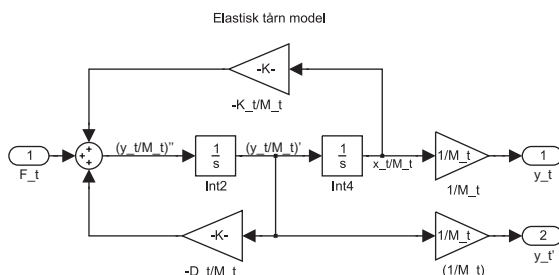 Elastisk tårn model
-K-
-K_t/M_t
1
F_t
+
+
+
(y_t/M_t)''
1
s
Int2
(y_t/M_t)'
1
s
Int4
x_t/M_t
1/M_t
1/M_t
1
y_t
-K-
-D_t/M_t
1/M_t
(1/M_t)
2
y_t'